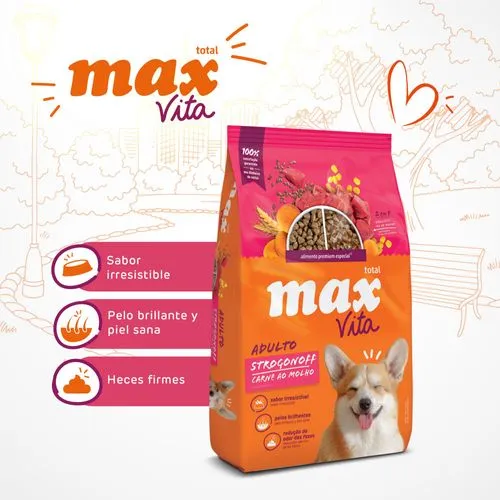 total
max
Vita
Sabor
irresistible
Pelo brillante y
piel sana
Heces firmes
100%
alimento premium especial
total
max
Vita
ADULTO
STROGONOFF
CARNE AO MOLHO
sabor irresistível
pelos brilhantes
redução do
odor das fezes